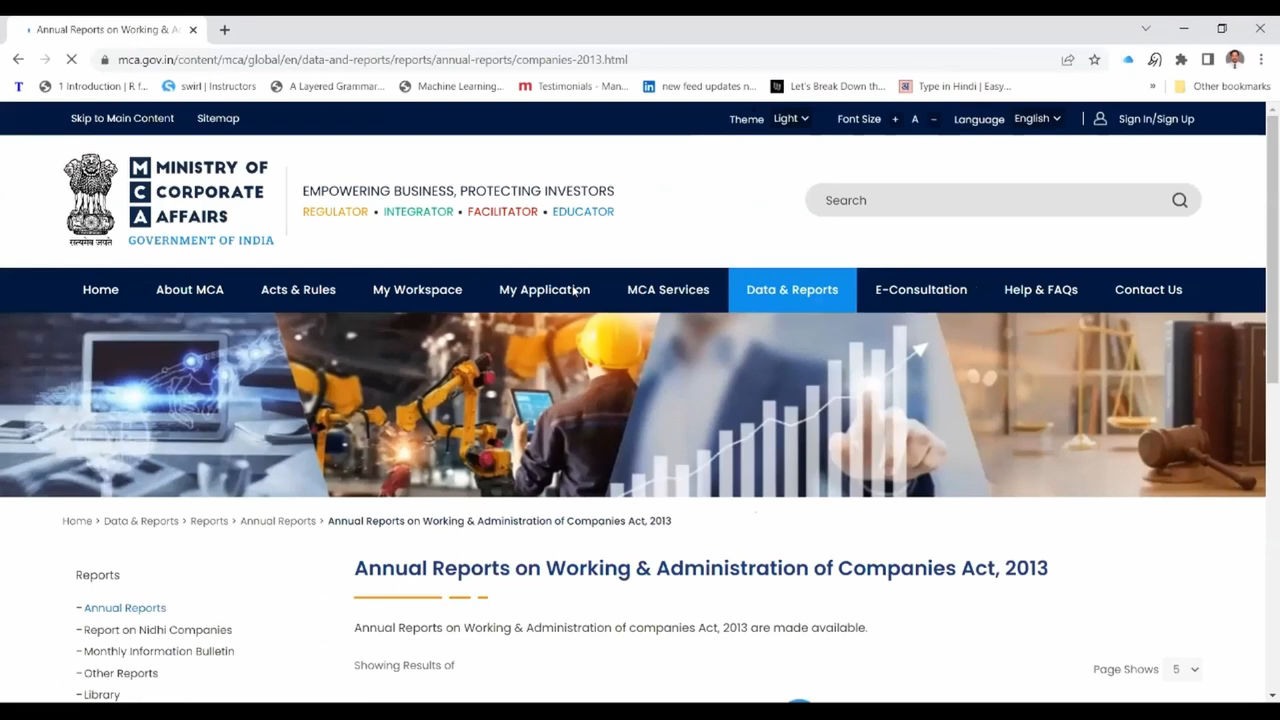 Annual Reports on Working & A
mca.gov.in/content/mca/global/en/data-and-reports/reports/annual-reports/companies-2013.html
T
1 Introduction | R f...
swirl | Instructors
A Layered Grammar...
Machine Learning...
m Testimonials - Man...
in new feed updates n...
Let's Break Down th...
Type in Hindi | Easy...
»
Other bookmarks
Skip to Main Content
Sitemap
Theme Light
Font Size + A −
Language English
Sign In/Sign Up
सत्यमेव जयते
MCA
MINISTRY OF
CORPORATE
AFFAIRS
GOVERNMENT OF INDIA
EMPOWERING BUSINESS, PROTECTING INVESTORS
REGULATOR • INTEGRATOR • FACILITATOR • EDUCATOR
Search
Home About MCA Acts & Rules My Workspace My Application MCA Services Data & Reports E-Consultation Help & FAQs Contact Us
Home > Data & Reports > Reports > Annual Reports > Annual Reports on Working & Administration of Companies Act, 2013
Reports
- Annual Reports
- Report on Nidhi Companies
- Monthly Information Bulletin
- Other Reports
- Library
Annual Reports on Working & Administration of Companies Act, 2013
Annual Reports on Working & Administration of companies Act, 2013 are made available.
Showing Results of
Page Shows 5